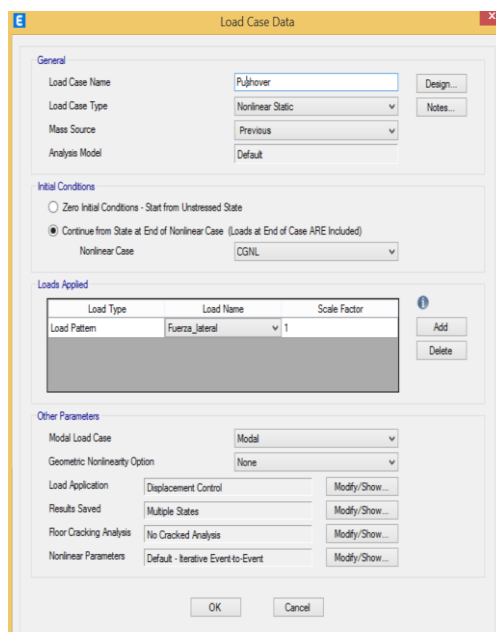 E Load Case Data x
General
Load Case Name Pushover Design...
Load Case Type Nonlinear Static Notes...
Mass Source Previous
Analysis Model Default
Initial Conditions
Zero Initial Conditions - Start from Unstressed State
Continue from State at End of Nonlinear Case (Loads at End of Case ARE Included)
Nonlinear Case CGNL
Loads Applied
Load Type Load Name Scale Factor
Load Pattern Fuerza_lateral 1 Add
Delete
Other Parameters
Modal Load Case Modal
Geometric Nonlinearity Option None
Load Application Displacement Control Modify/Show...
Results Saved Multiple States Modify/Show...
Floor Cracking Analysis No Cracked Analysis Modify/Show...
Nonlinear Parameters Default - Iterative Event-to-Event Modify/Show...
OK Cancel